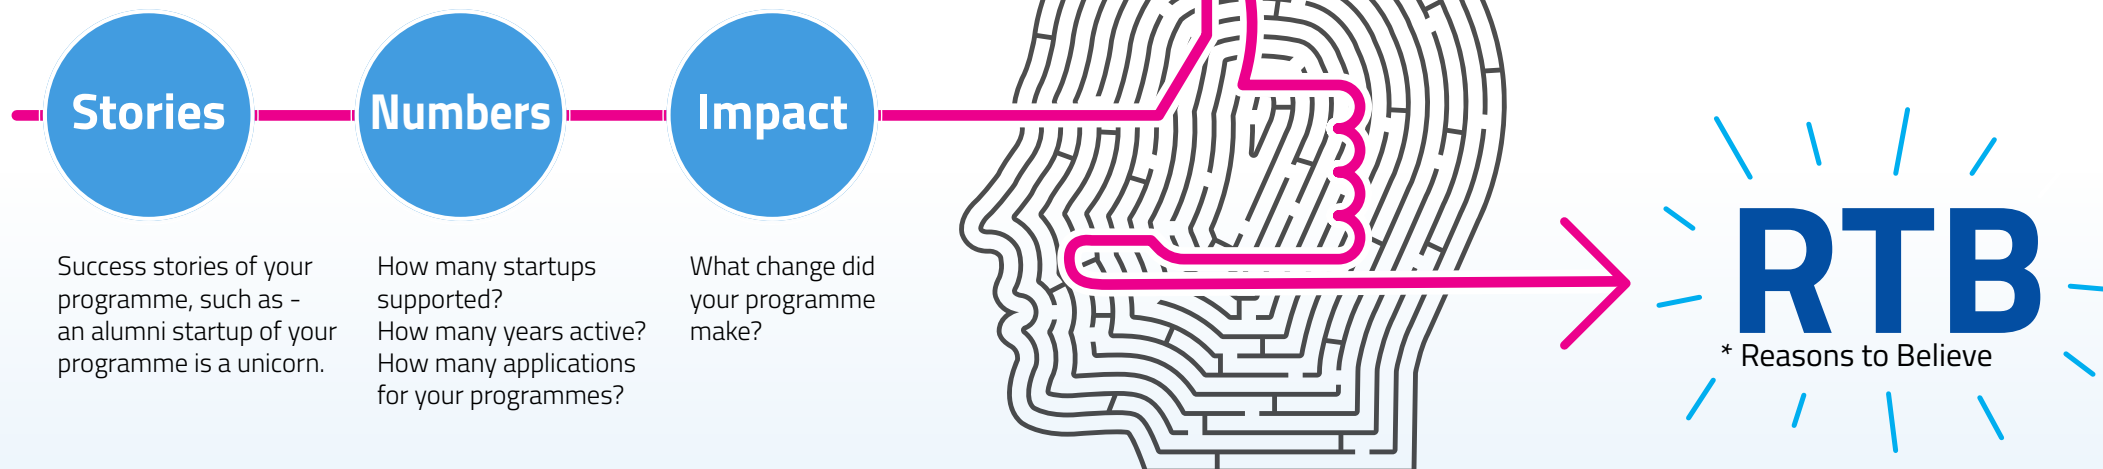 Stories
Numbers
Impact
Success stories of your
programme, such as -
an alumni startup of your
programme is a unicorn.
How many startups
supported?
How many years active?
How many applications
for your programmes?
What change did
your programme
make?
RTB
* Reasons to Believe